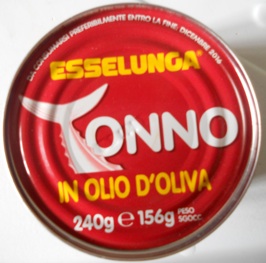 DA CONSUMARSI PREFERIBILMENTE ENTRO LA FINE: DICEMBRE 2016
ESSELUNGA®
TONNO
IN OLIO D'OLIVA
240g e 156g PESO
SGOCC.